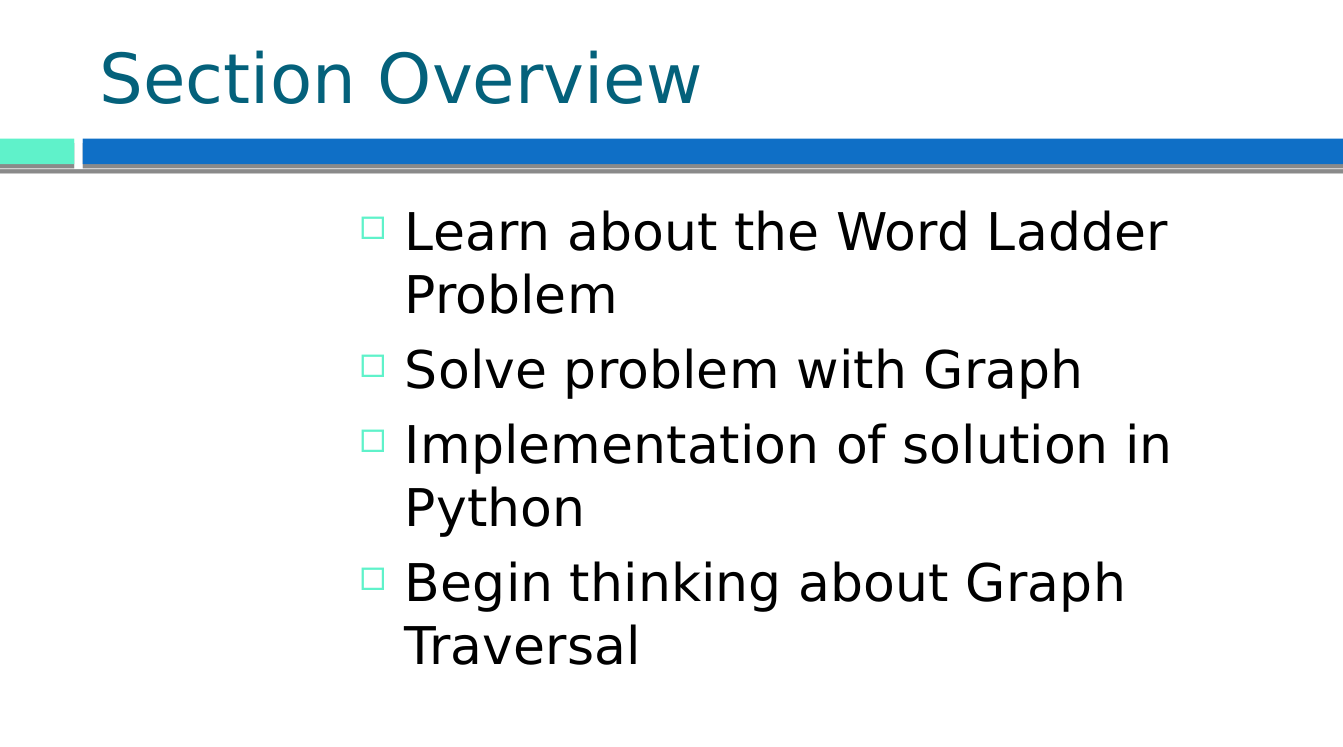 Section Overview
Learn about the Word Ladder
Problem
Solve problem with Graph
Implementation of solution in
Python
Begin thinking about Graph
Traversal